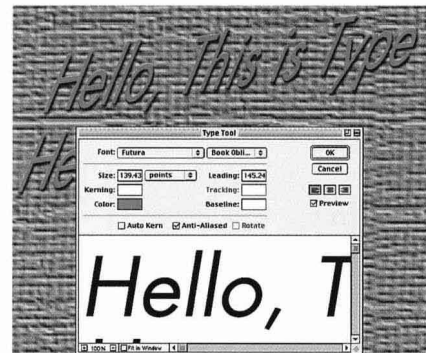 Hello, This is Type
He
Type Tool
Font: Futura Book Obli... OK
Cancel
Size: 139.43 points Leading: 145.24
Kerning: Tracking:
Color: Baseline: Preview
Auto Kern Anti-Aliased Rotate
Hello, T
100% Fit in Window